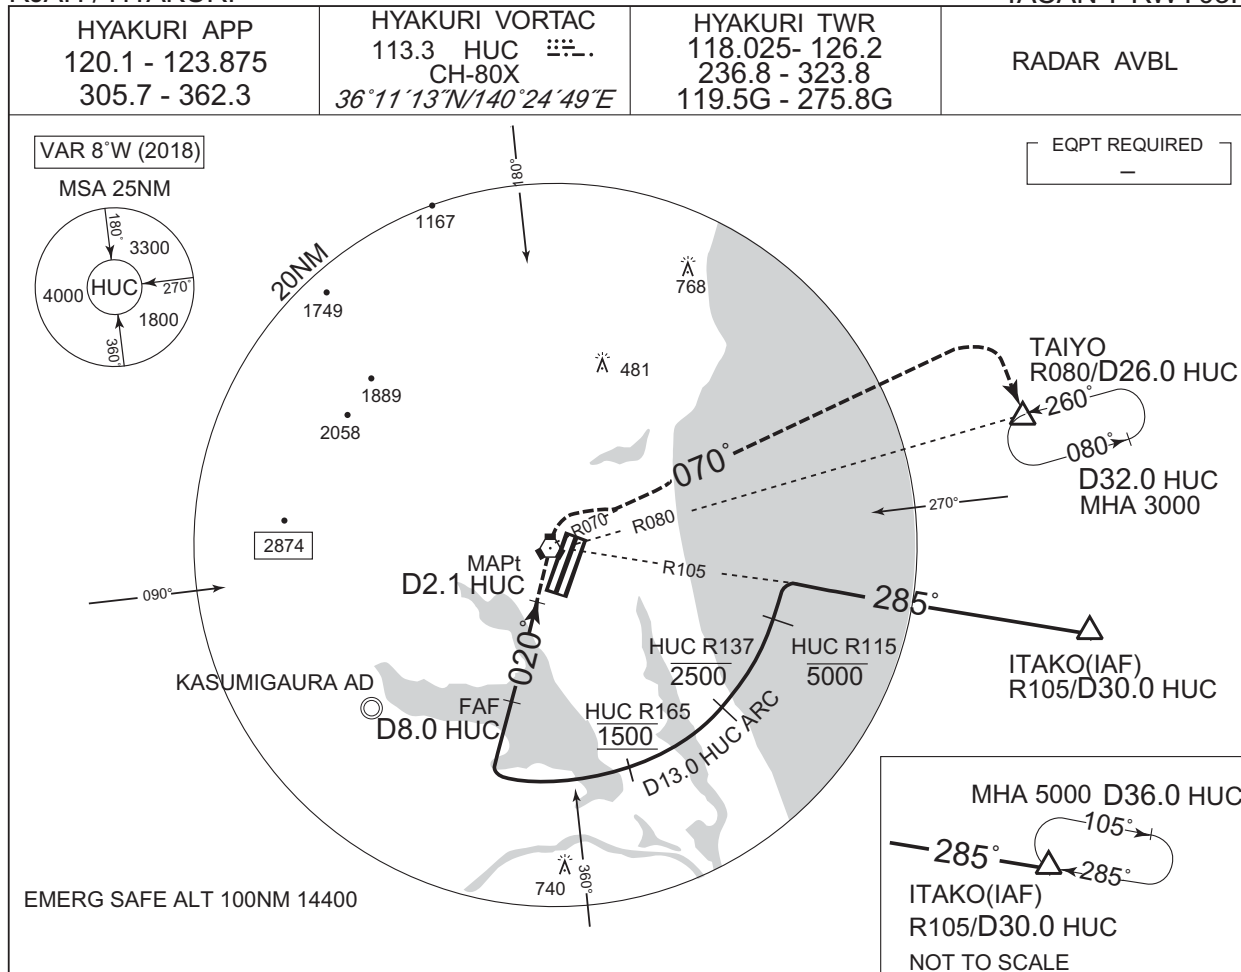 HYAKURI APP
120.1 - 123.875
305.7 - 362.3
HYAKURI VORTAC
113.3 HUC
CH-80X
36°11´13˝N/140°24´49˝E
HYAKURI TWR
118.025- 126.2
236.8 - 323.8
119.5G - 275.8G
RADAR AVBL
VAR 8°W (2018)
MSA 25NM
180°
3300
4000
HUC
270°
1800
360°
EQPT REQUIRED
–
180°
1167
20NM
1749
768
481
1889
2058
TAIYO
R080/D26.0 HUC
260°
080°
D32.0 HUC
MHA 3000
070°
270°
R070
R080
2874
MAPt
D2.1 HUC
R105
090°
285°
020°
HUC R137
2500
HUC R115
5000
ITAKO(IAF)
R105/D30.0 HUC
KASUMIGAURA AD
FAF
D8.0 HUC
HUC R165
1500
D13.0 HUC ARC
740
360°
EMERG SAFE ALT 100NM 14400
MHA 5000 D36.0 HUC
105°
285°
285°
ITAKO(IAF)
R105/D30.0 HUC
NOT TO SCALE